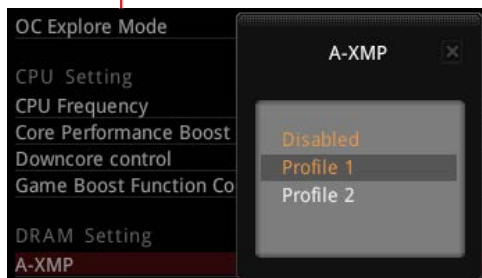 OC Explore Mode
CPU Setting
CPU Frequency
Core Performance Boost
Downcore control
Game Boost Function Co
DRAM Setting
A-XMP
A-XMP
Disabled
Profile 1
Profile 2